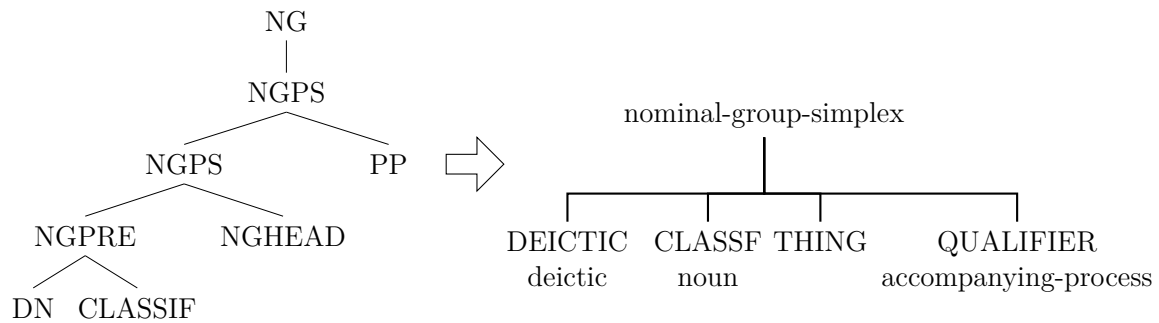 NG
NGPS
NGPS PP
NGPRE NGHEAD
DN CLASSIF
nominal-group-simplex
DEICTIC CLASSF THING QUALIFIER
deictic noun accompanying-process